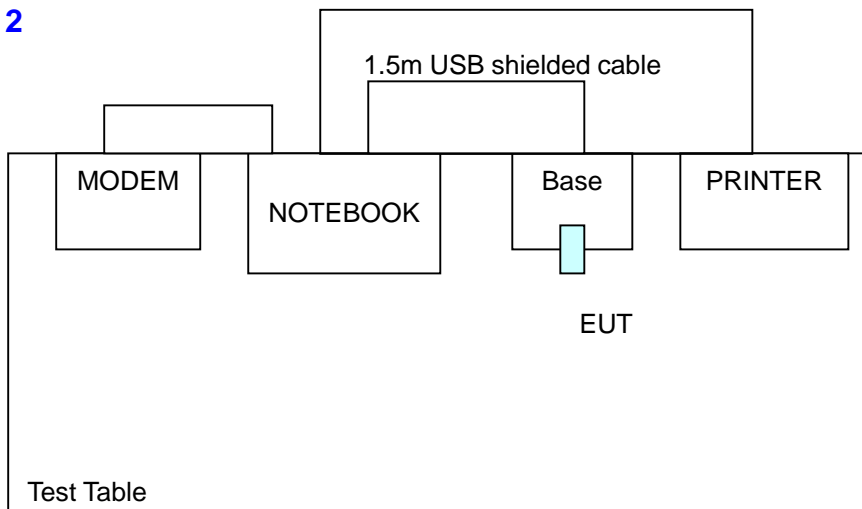 2
1.5m USB shielded cable
MODEM
NOTEBOOK
Base
PRINTER
EUT
Test Table